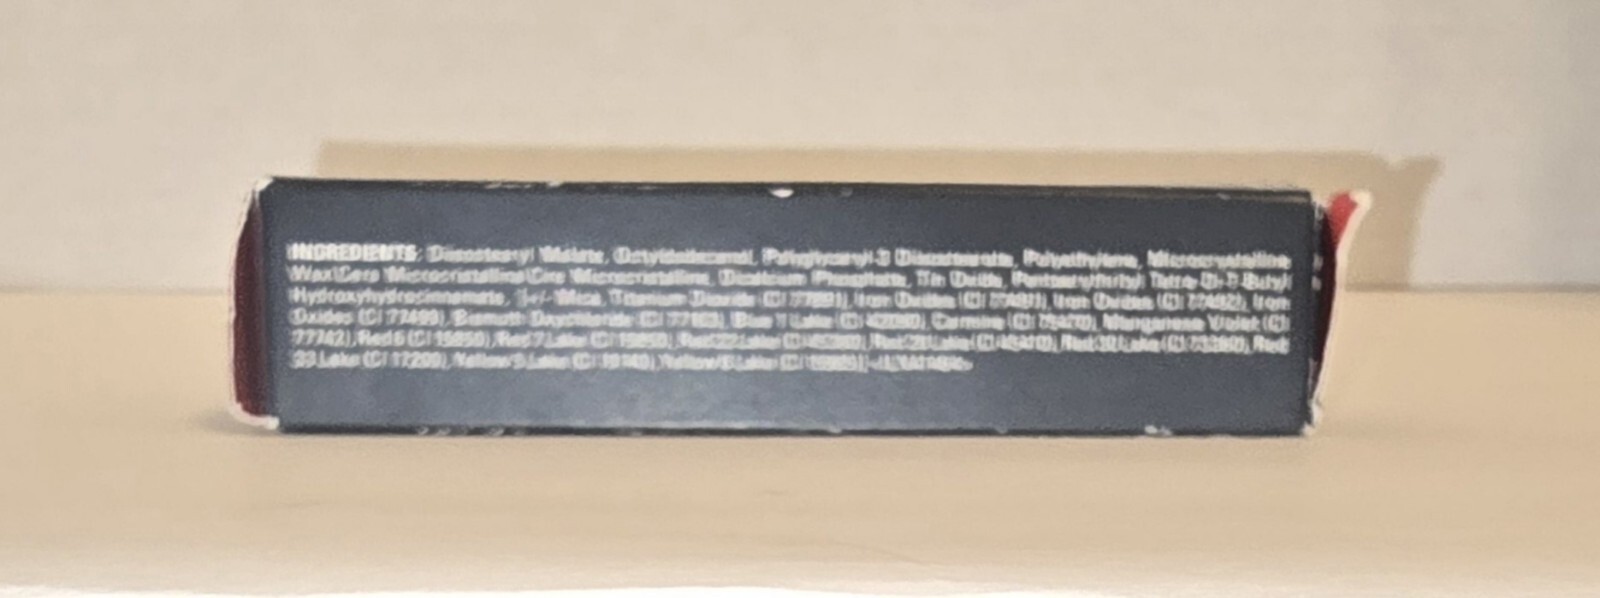 INGREDIENTS: Diisostearyl Malate, Octyldodecanol, Polyglyceryl-3 Diisostearate, Polyethylene, Microcrystalline
Wax\Cera Microcristallina\Cire Microcristalline, Phosphate, Tin Oxide, Pentaerythrityl Tetra-Di-T-Butyl
Hydroxyhydrocinnamate, Mica, Titanium Dioxide (CI 77891), Iron Oxides (CI 77491), Iron Oxides (CI 77492), Iron
Oxides (CI 77499), Bismuth Oxychloride (CI Blue 1 Lake (CI 42090), Carmine (CI 75470), Manganese Violet (CI
77742), Red 6 (CI 15850), Red 7 Lake (CI 15850), Red 22 Lake (CI 45380), Red 28 Lake (CI 45410), Red 30 Lake (CI 73360), Red
33 Lake (CI 17200), Yellow 5 Lake (CI 19140), Yellow 6 Lake (CI 15985)]